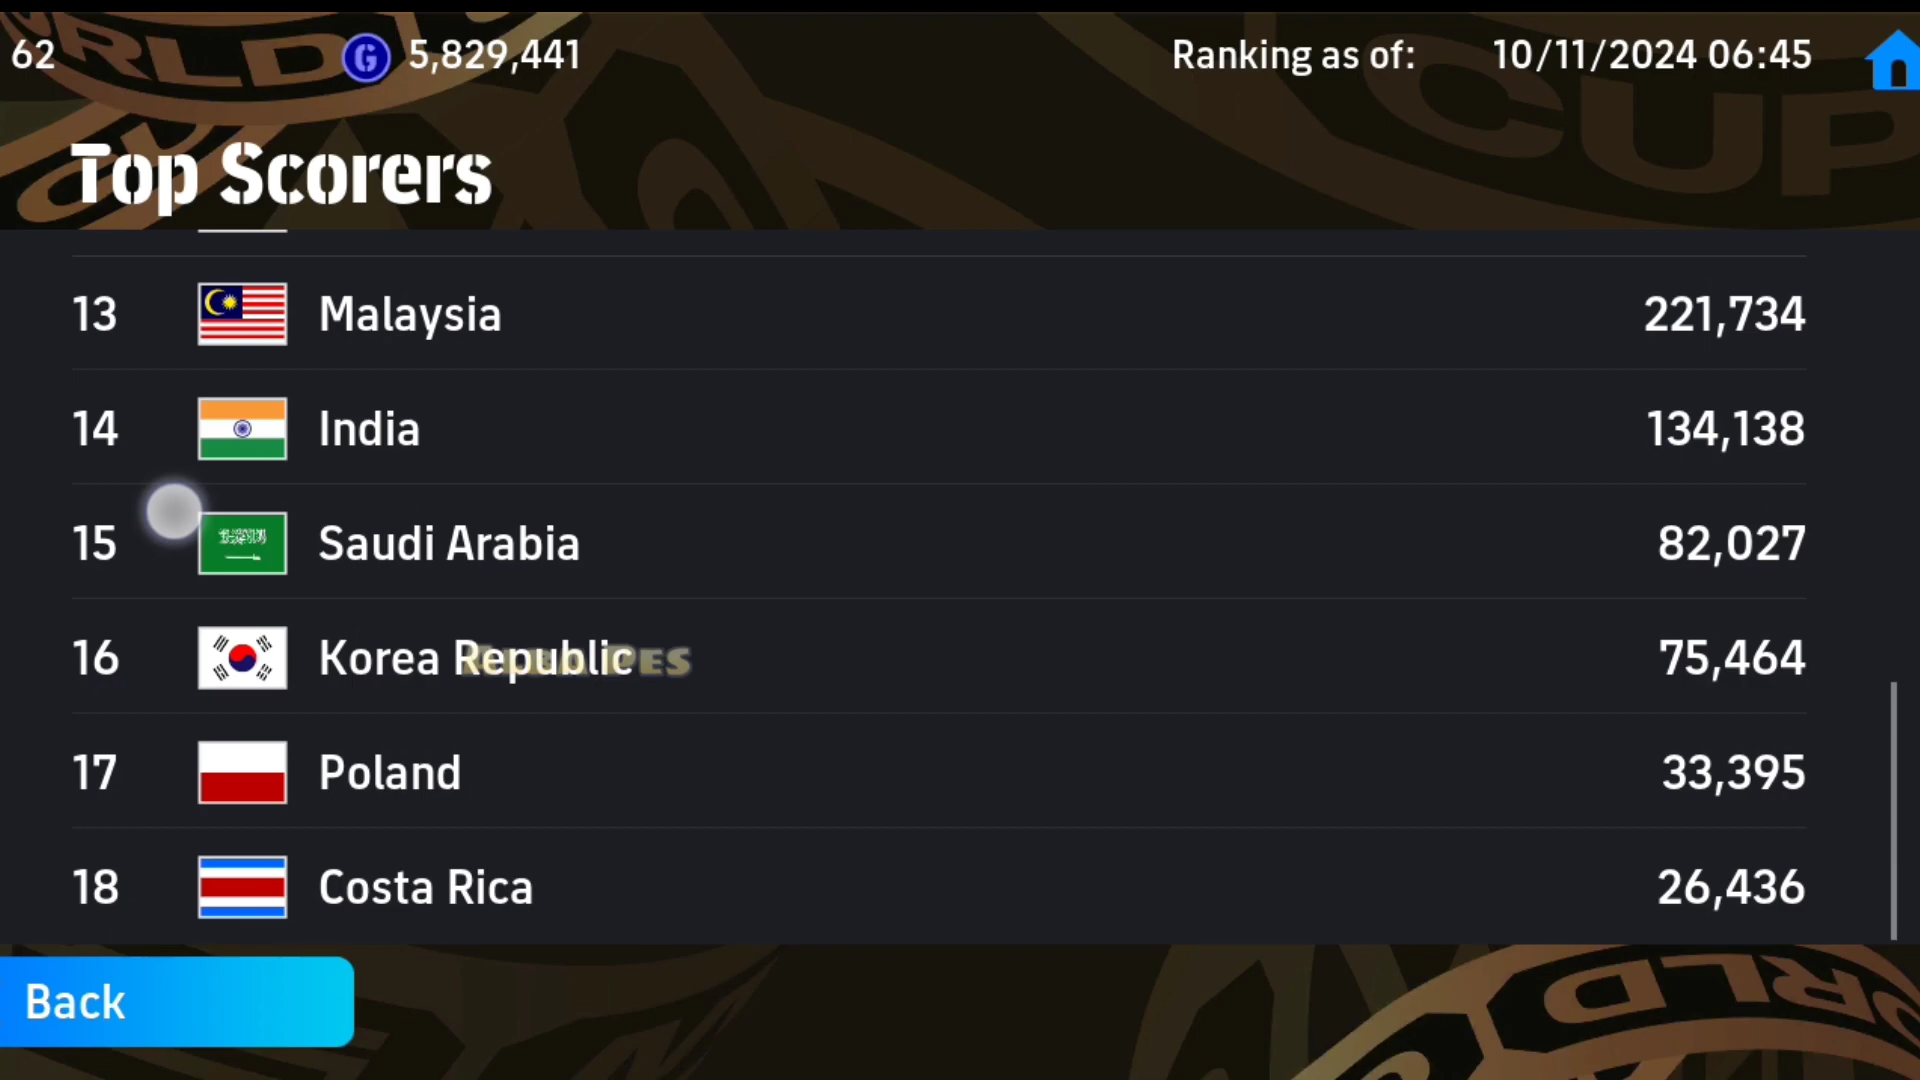 62 G 5,829,441 Ranking as of: 10/11/2024 06:45
Top Scorers
13 Malaysia 221,734
14 India 134,138
15 Saudi Arabia 82,027
16 Korea Republic 75,464
17 Poland 33,395
18 Costa Rica 26,436
Back
CUP